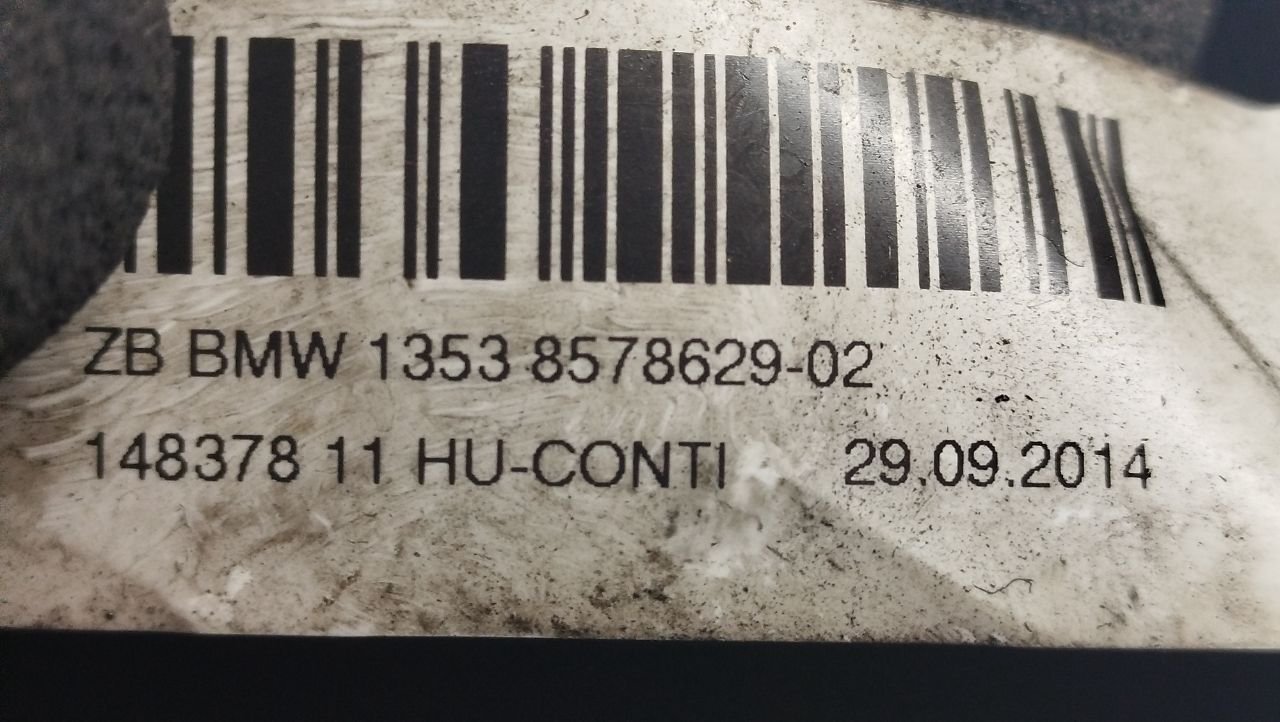 ZB BMW 1353 8578629-02
148378 11 HU-CONTI 29.09.2014